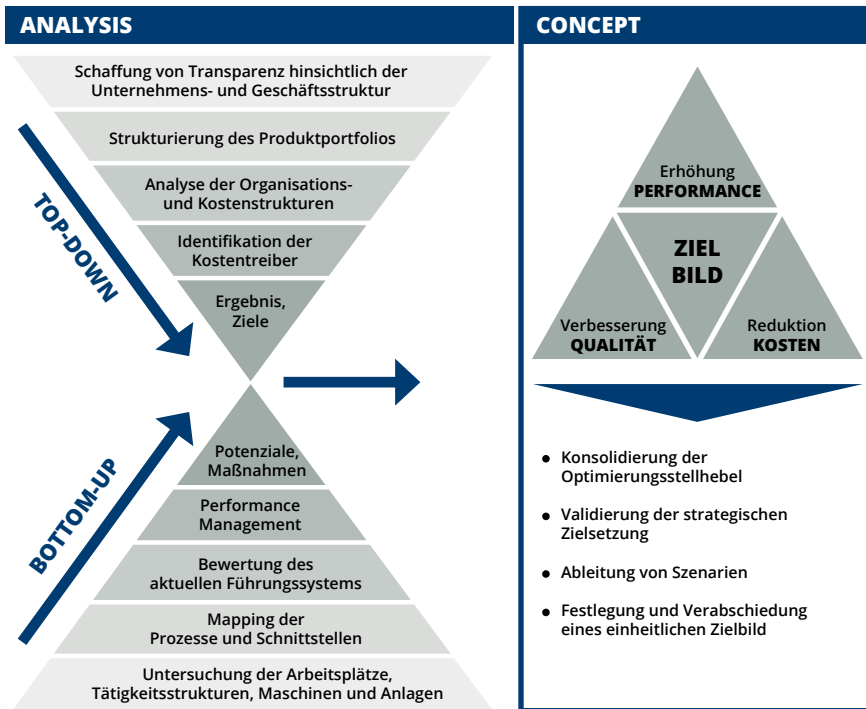 ANALYSIS
Schaffung von Transparenz hinsichtlich der
Unternehmens- und Geschäftsstruktur
Strukturierung des Produktportfolios
Analyse der Organisations-
und Kostenstrukturen
Identifikation der
Kostentreiber
Ergebnis,
Ziele
TOP-DOWN
BOTTOM-UP
Potenziale,
Maßnahmen
Performance
Management
Bewertung des
aktuellen Führungssystems
Mapping der
Prozesse und Schnittstellen
Untersuchung der Arbeitsplätze,
Tätigkeitsstrukturen, Maschinen und Anlagen
CONCEPT
Erhöhung
PERFORMANCE
ZIEL
BILD
Verbesserung
QUALITÄT
Reduktion
KOSTEN
• Konsolidierung der
Optimierungsstellhebel
• Validierung der strategischen
Zielsetzung
• Ableitung von Szenarien
• Festlegung und Verabschiedung
eines einheitlichen Zielbild